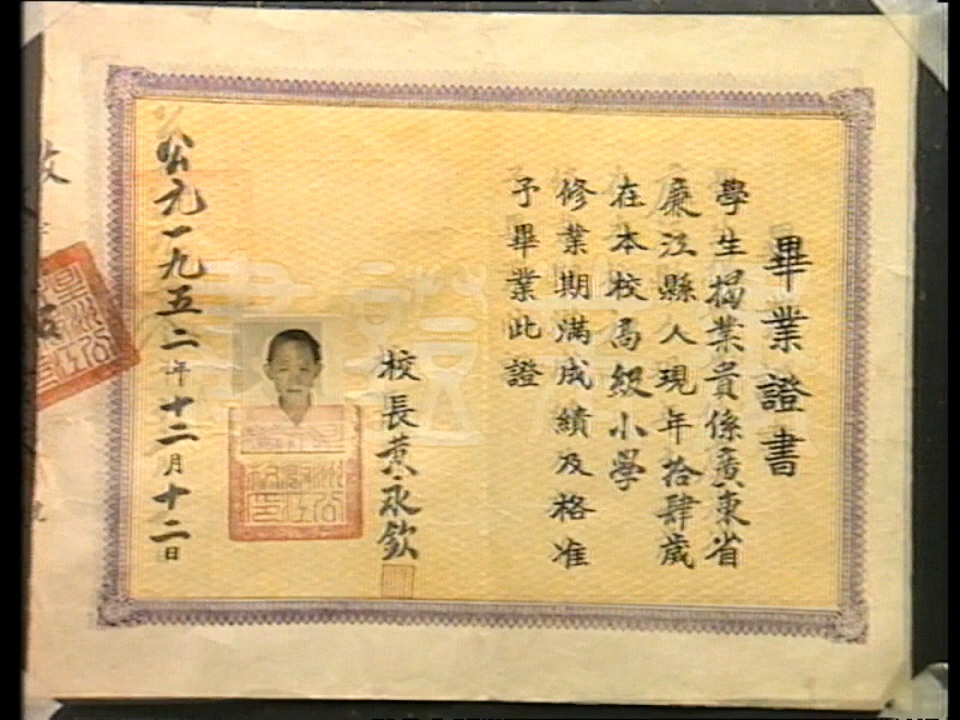 畢業證書
學生揭業貴係廣東省
廉江縣人現年拾肆歲
在本校高級小學
修業期滿成績及格准
予畢業此證
校長黃永欽
公元一九五二年十二月十二日